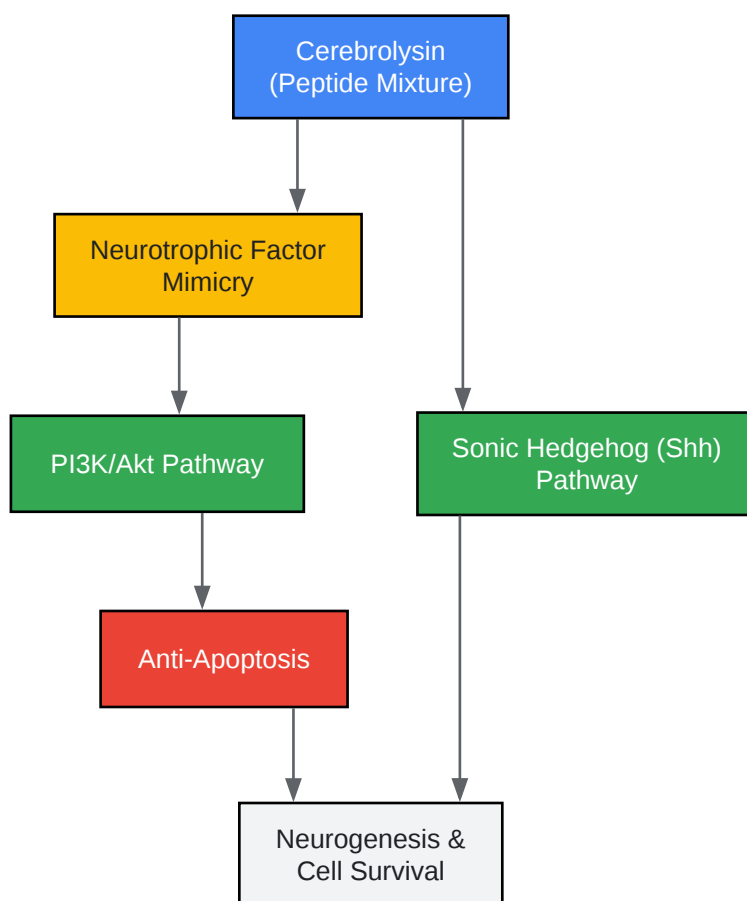 Cerebrolysin
(Peptide Mixture)
Neurotrophic Factor
Mimicry
PI3K/Akt Pathway
Sonic Hedgehog (Shh)
Pathway
Anti-Apoptosis
Neurogenesis &
Cell Survival